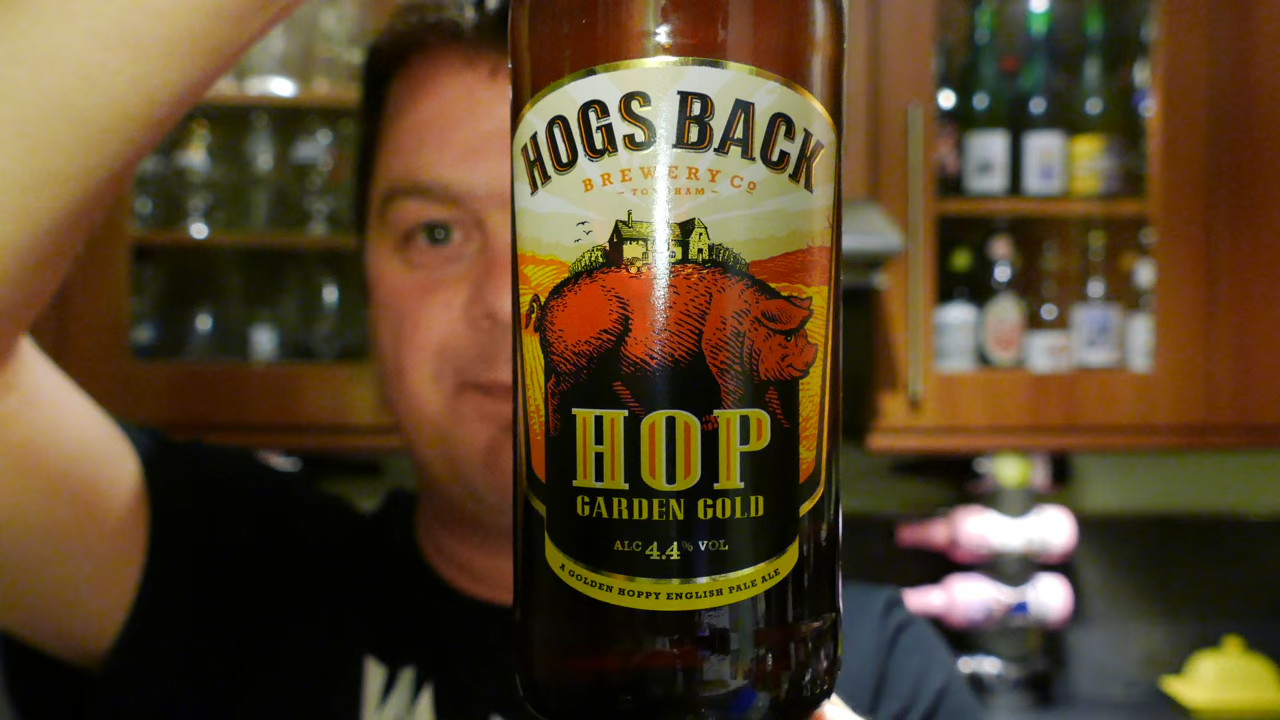 HOGS BACK
BREWERY Co
TONGHAM
HOP
GARDEN GOLD
ALC 4.4% VOL
A GOLDEN HOPPY ENGLISH PALE ALE